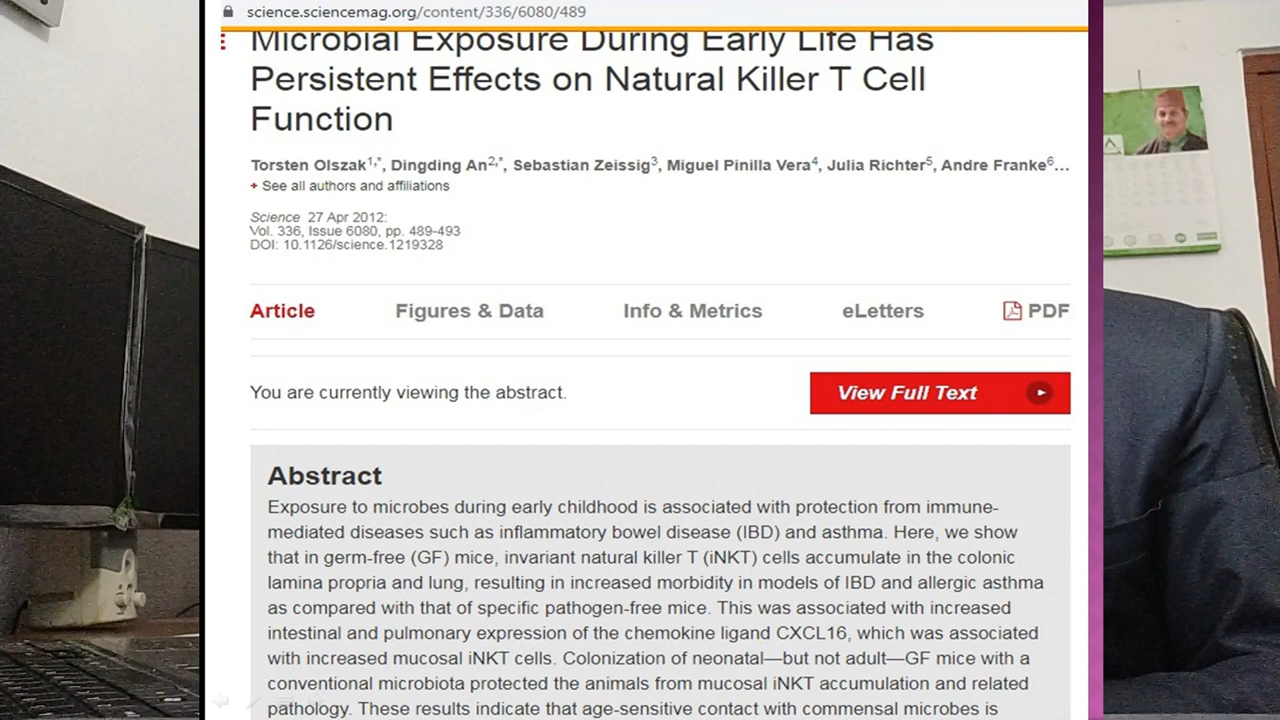 science.sciencemag.org/content/336/6080/489
Microbial Exposure During Early Life Has
Persistent Effects on Natural Killer T Cell
Function
Torsten Olszak1,*, Dingding An2,*, Sebastian Zeissig3, Miguel Pinilla Vera4, Julia Richter5, Andre Franke6...
+ See all authors and affiliations
Science 27 Apr 2012:
Vol. 336, Issue 6080, pp. 489-493
DOI: 10.1126/science.1219328
Article Figures & Data Info & Metrics eLetters PDF
You are currently viewing the abstract.
View Full Text
Abstract
Exposure to microbes during early childhood is associated with protection from immune-
mediated diseases such as inflammatory bowel disease (IBD) and asthma. Here, we show
that in germ-free (GF) mice, invariant natural killer T (iNKT) cells accumulate in the colonic
lamina propria and lung, resulting in increased morbidity in models of IBD and allergic asthma
as compared with that of specific pathogen-free mice. This was associated with increased
intestinal and pulmonary expression of the chemokine ligand CXCL16, which was associated
with increased mucosal iNKT cells. Colonization of neonatal—but not adult—GF mice with a
conventional microbiota protected the animals from mucosal iNKT accumulation and related
pathology. These results indicate that age-sensitive contact with commensal microbes is